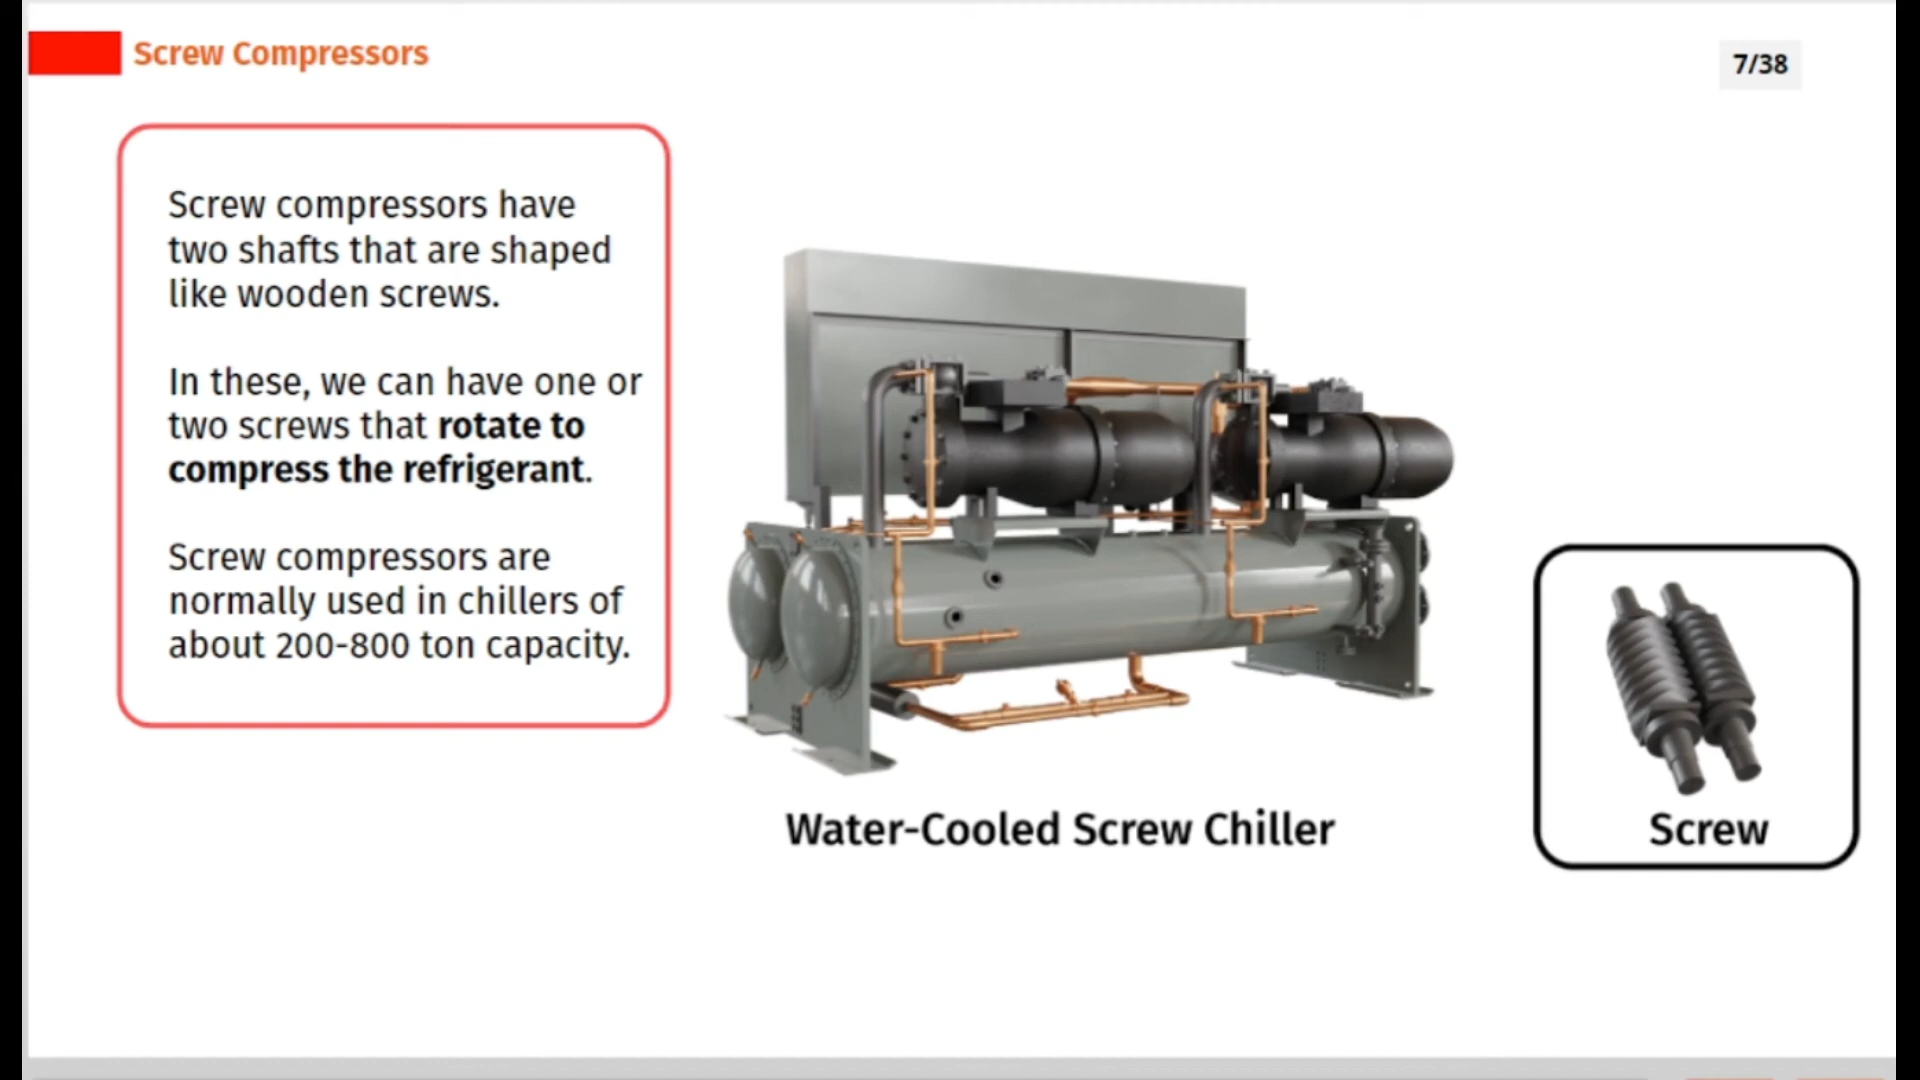 Screw Compressors
7/38
Screw compressors have
two shafts that are shaped
like wooden screws.
In these, we can have one or
two screws that rotate to
compress the refrigerant.
Screw compressors are
normally used in chillers of
about 200-800 ton capacity.
Water-Cooled Screw Chiller
Screw